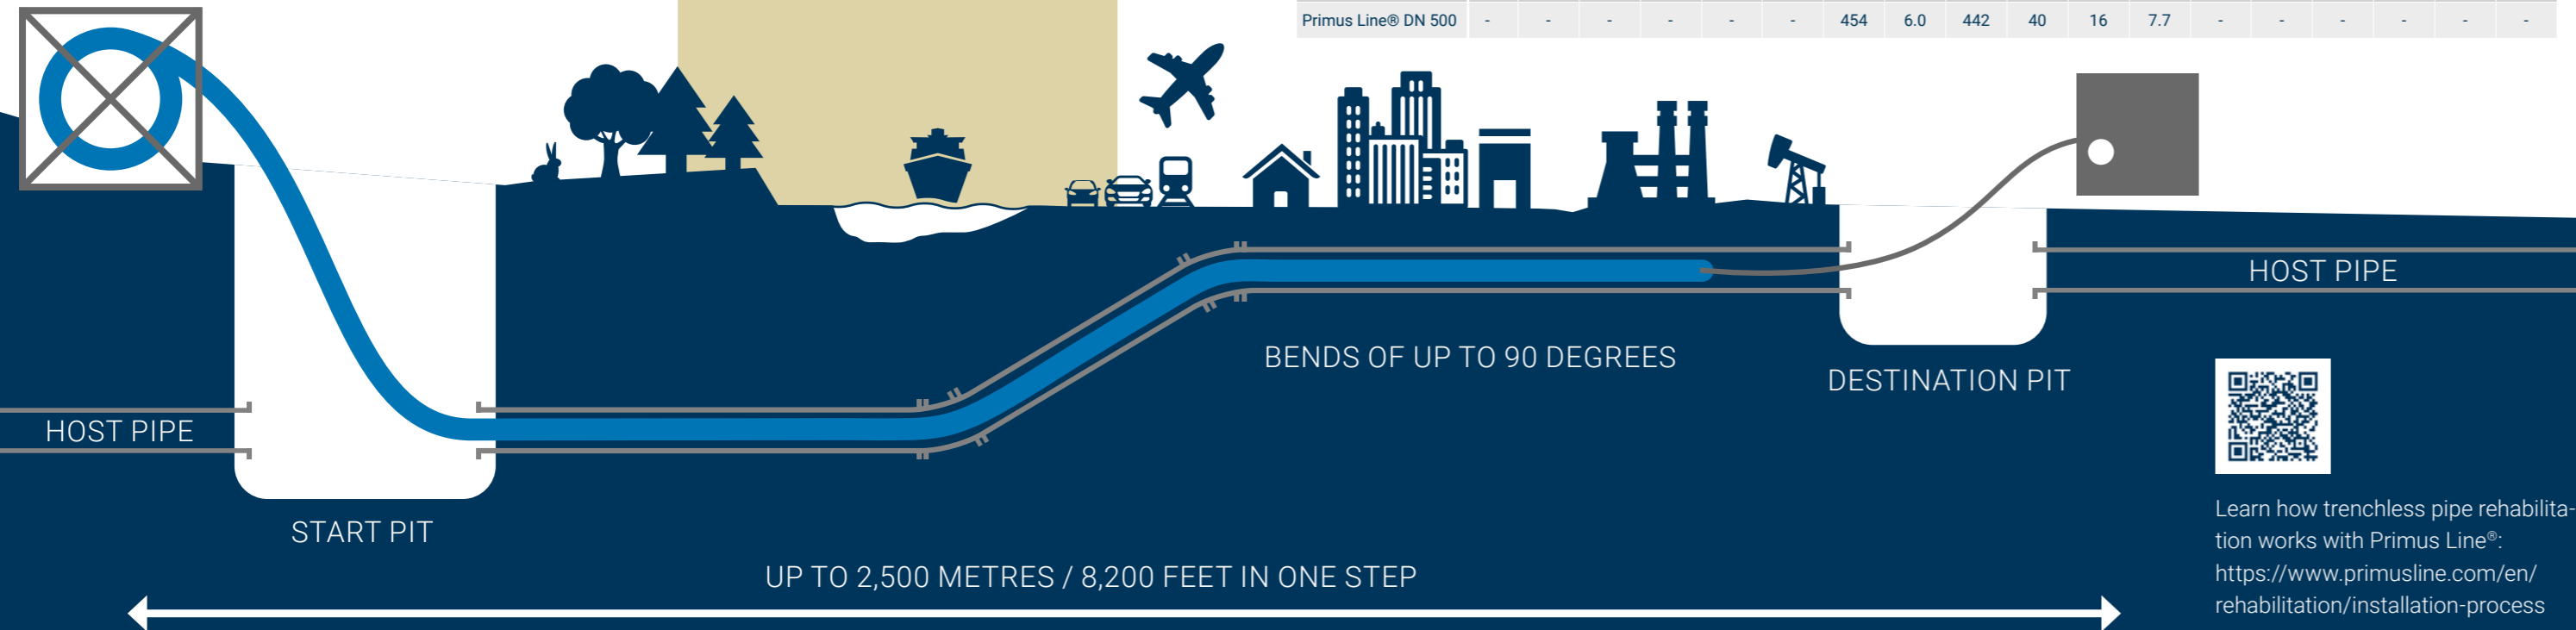 Primus Line® DN 500 - - - - - - 454 6.0 442 40 16 7.7 - - - - - -
HOST PIPE
BENDS OF UP TO 90 DEGREES
DESTINATION PIT
HOST PIPE
START PIT
UP TO 2,500 METRES / 8,200 FEET IN ONE STEP
Learn how trenchless pipe rehabilita-
tion works with Primus Line®:
https://www.primusline.com/en/
rehabilitation/installation-process